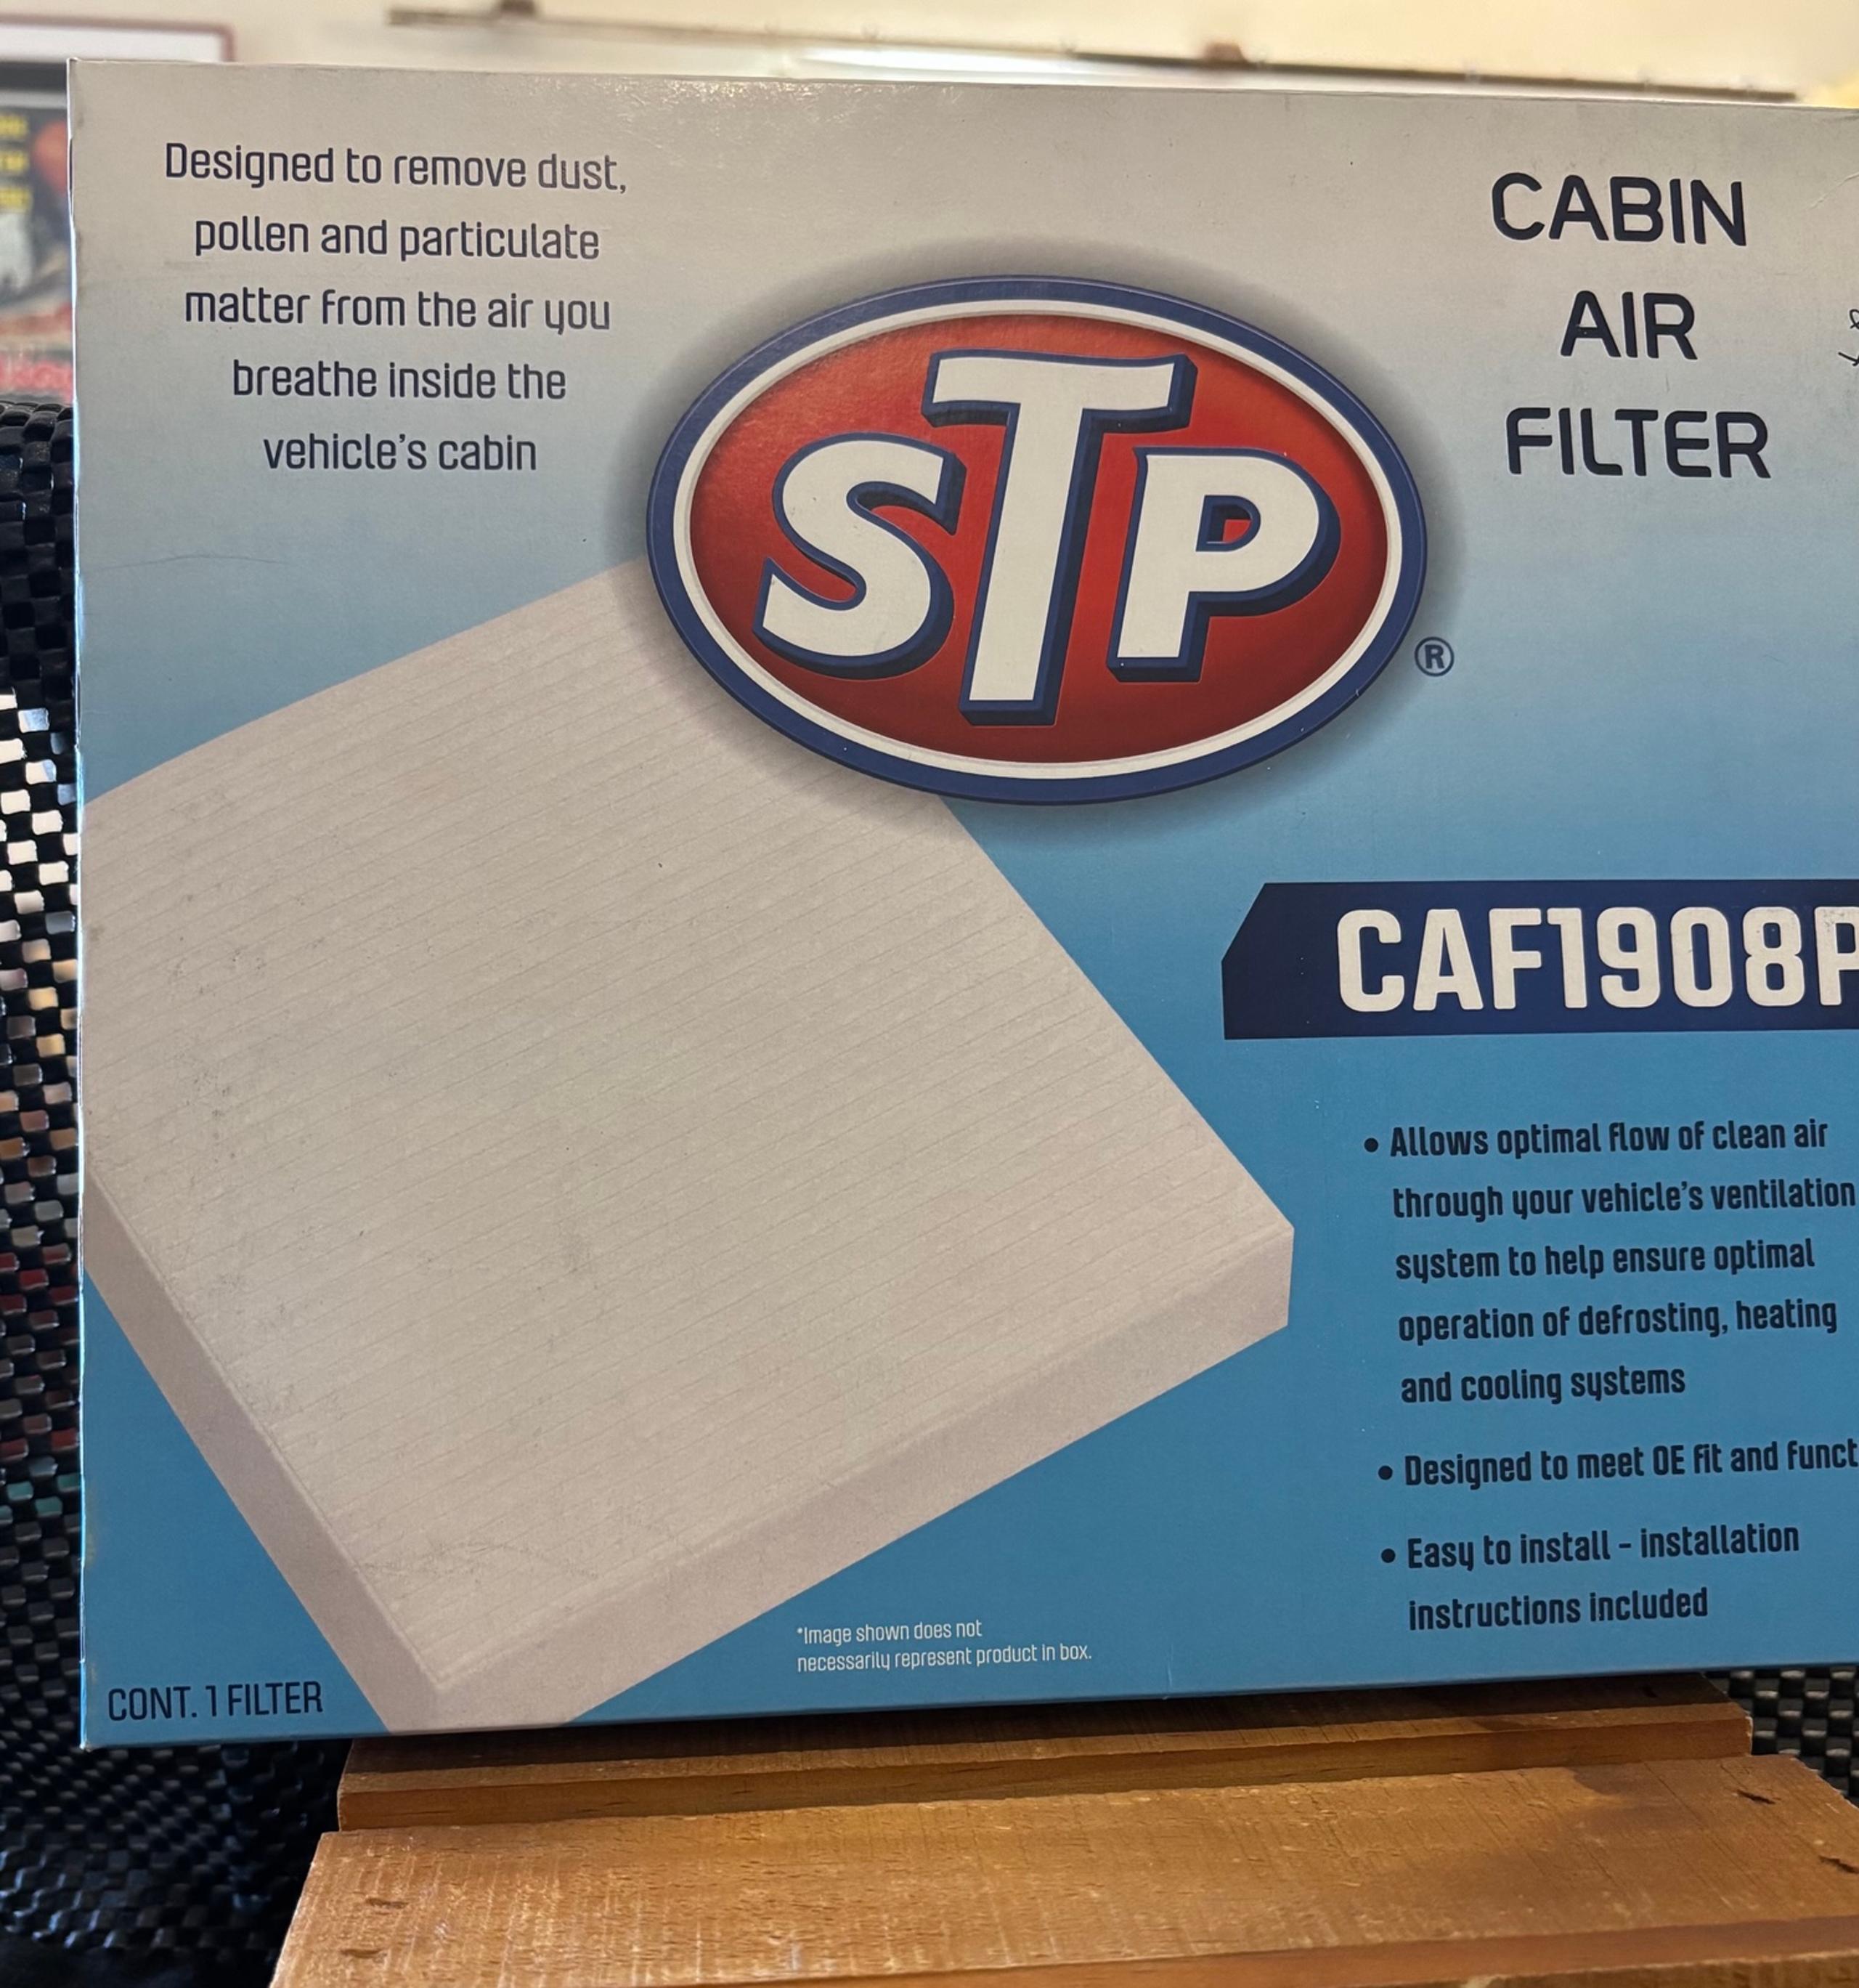 Designed to remove dust,
pollen and particulate
matter from the air you
breathe inside the
vehicle's cabin
STP
®
CABIN
AIR
FILTER
CAF1908P
• Allows optimal flow of clean air
through your vehicle's ventilation
system to help ensure optimal
operation of defrosting, heating
and cooling systems
• Designed to meet OE fit and funct
• Easy to install - installation
instructions included
*Image shown does not
necessarily represent product in box.
CONT. 1 FILTER